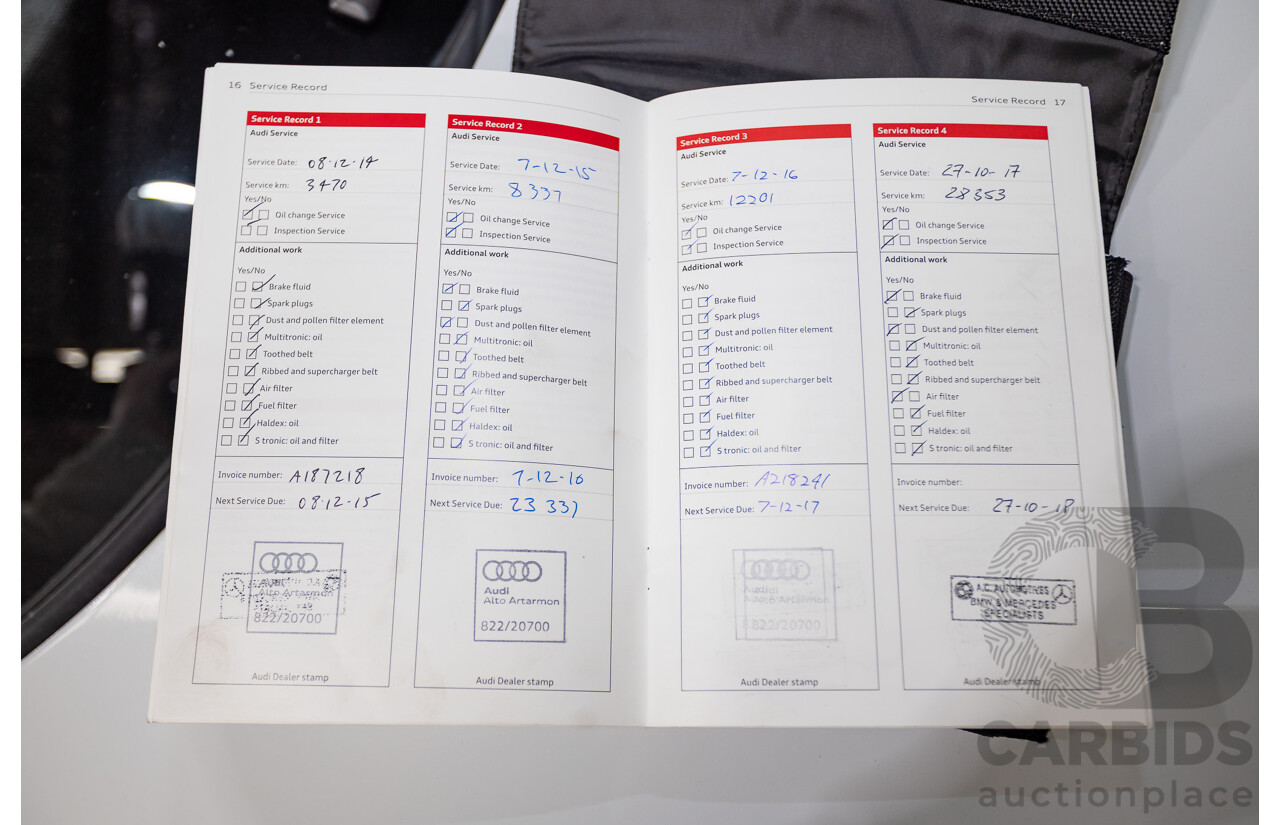 16 Service Record
Service Record 1
Audi Service
Service Date: 08·12·14
Service km: 3470
Yes/No
Oil change Service
Inspection Service
Additional work
Yes/No
Brake fluid
Spark plugs
Dust and pollen filter element
Multitronic: oil
Toothed belt
Ribbed and supercharger belt
Air filter
Fuel filter
Haldex: oil
S tronic: oil and filter
Invoice number: A187218
Next Service Due: 08·12-15
Audi
Alto Artarmon
822/20700
Audi Dealer stamp
Service Record 2
Audi Service
Service Date: 7-12-15
Service km: 8337
Yes/No
Oil change Service
Inspection Service
Additional work
Yes/No
Brake fluid
Spark plugs
Dust and pollen filter element
Multitronic: oil
Toothed belt
Ribbed and supercharger belt
Air filter
Fuel filter
Haldex: oil
S tronic: oil and filter
Invoice number: 7-12-16
Next Service Due: 23 337
Audi
Alto Artarmon
822/20700
Audi Dealer stamp
Service Record 17
Service Record 3
Audi Service
Service Date: 7-12-16
Service km: 12201
Yes/No
Oil change Service
Inspection Service
Additional work
Yes/No
Brake fluid
Spark plugs
Dust and pollen filter element
Multitronic: oil
Toothed belt
Ribbed and supercharger belt
Air filter
Fuel filter
Haldex: oil
S tronic: oil and filter
Invoice number: A218241
Next Service Due: 7-12-17
Audi
Alto Artarmon
822/20700
Audi Dealer stamp
Service Record 4
Audi Service
Service Date: 27-10-17
Service km: 28353
Yes/No
Oil change Service
Inspection Service
Additional work
Yes/No
Brake fluid
Spark plugs
Dust and pollen filter element
Multitronic: oil
Toothed belt
Ribbed and supercharger belt
Air filter
Fuel filter
Haldex: oil
S tronic: oil and filter
Invoice number:
Next Service Due: 27-10-18
A.C. AUTOMOTIVES
BMW & MERCEDES
SPECIALISTS
Audi Dealer stamp
CB
CARBIDS
auctionplace